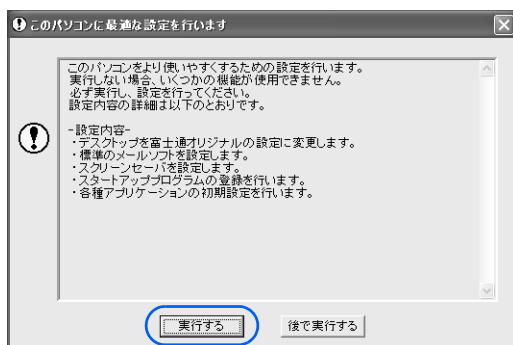 このパソコンに最適な設定を行います
このパソコンをより使いやすくするための設定を行います。
実行しない場合、いくつかの機能が使用できません。
必ず実行し、設定を行ってください。
設定内容の詳細は以下のとおりです。
-設定内容-
・デスクトップを富士通オリジナルの設定に変更します。
・標準のメールソフトを設定します。
・スクリーンセーバを設定します。
・スタートアッププログラムの登録を行います。
・各種アプリケーションの初期設定を行います。
実行する
後で実行する